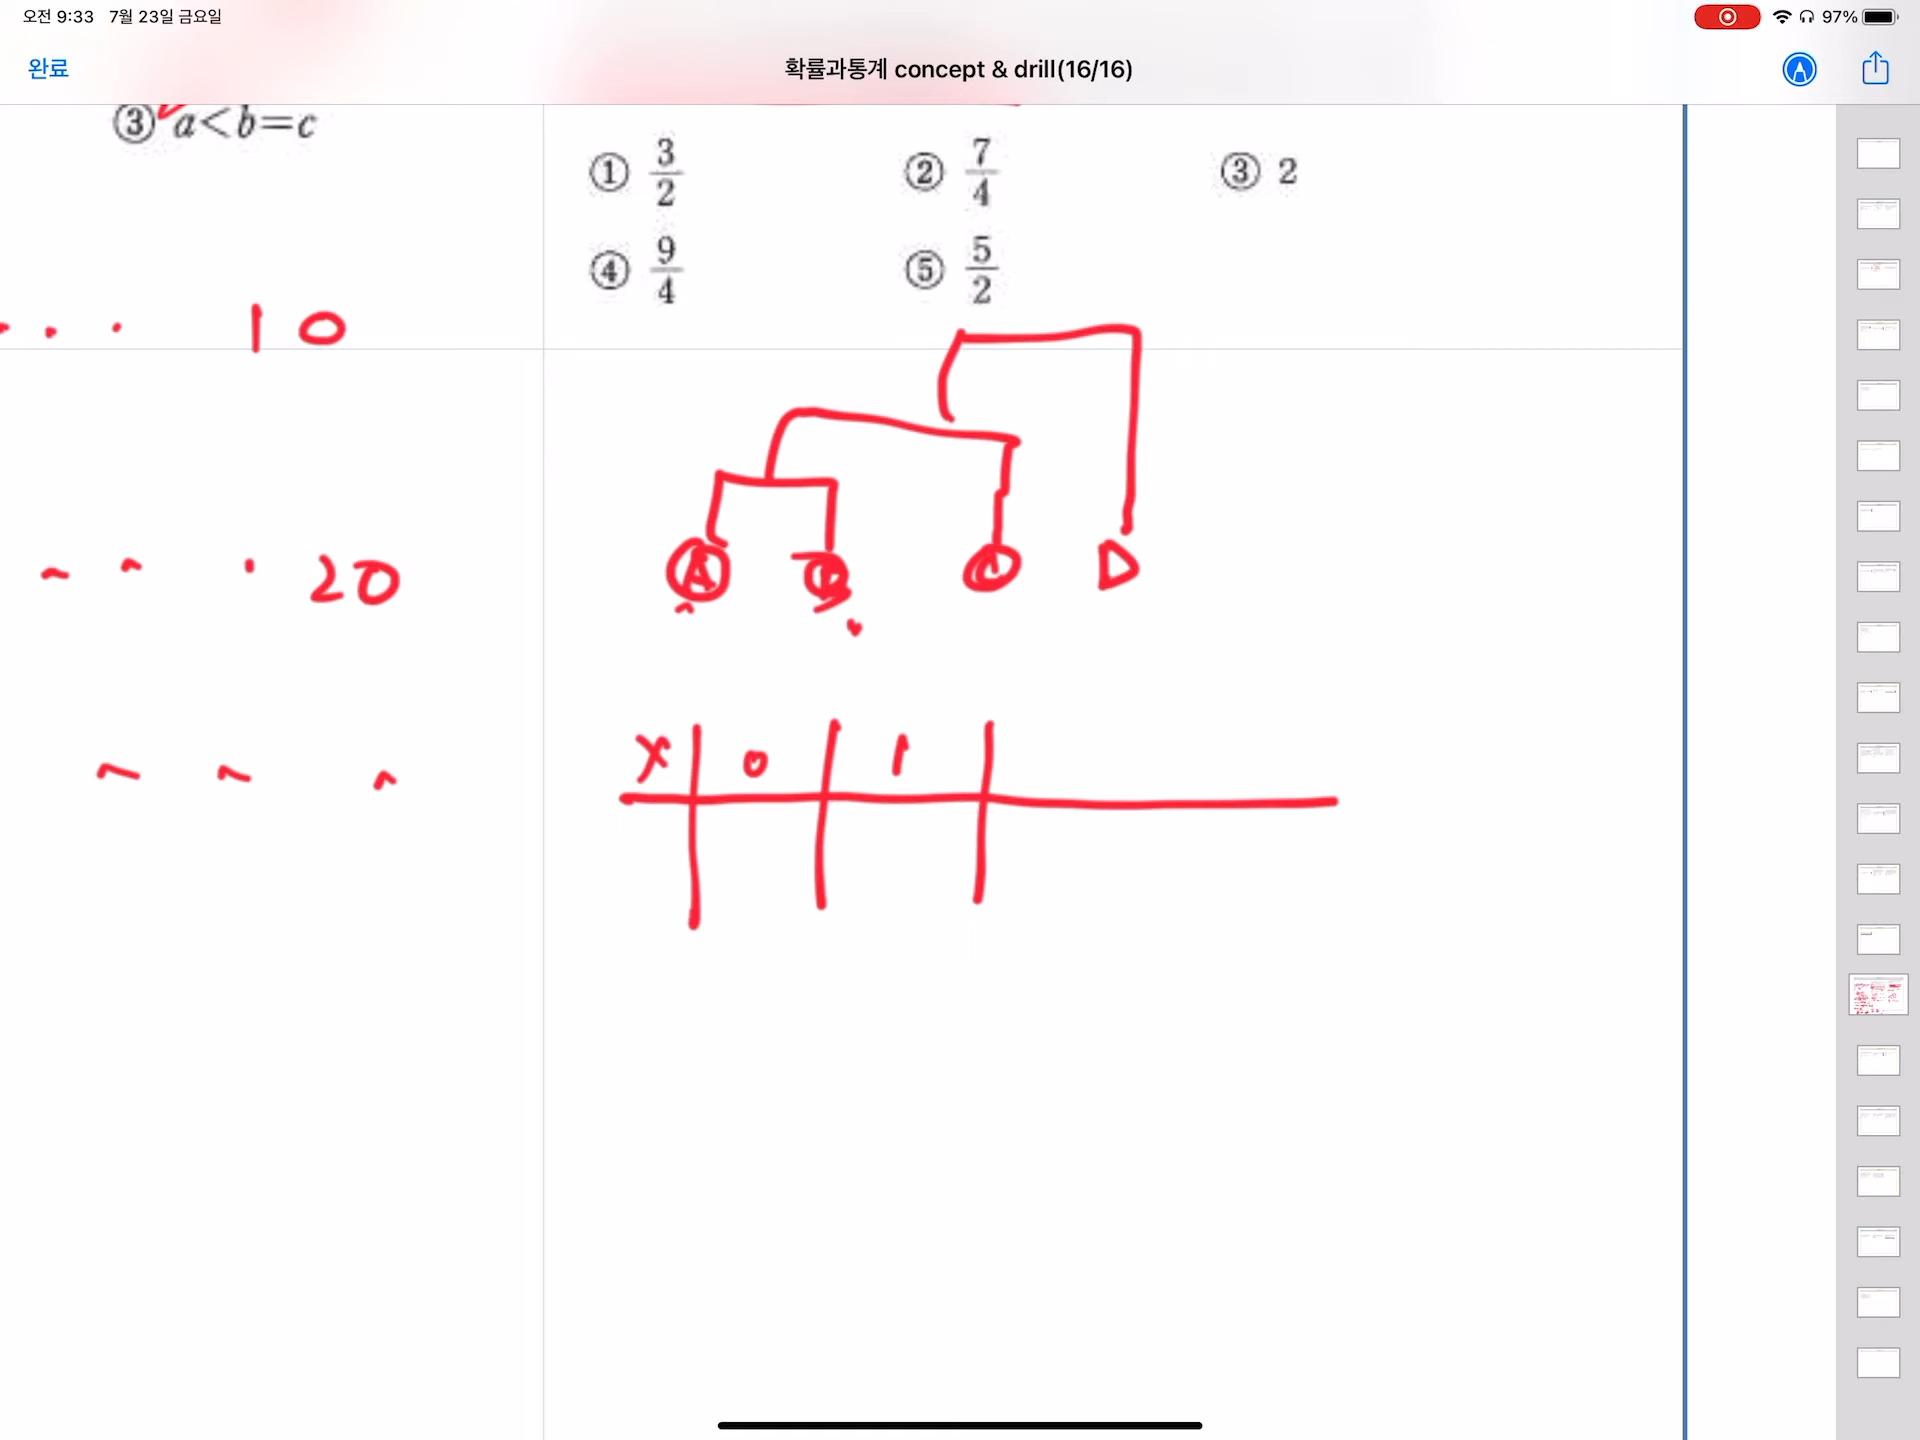 오전 9:33 7월 23일 금요일
97%
완료
확률과통계 concept & drill(16/16)
③ a<b=c
① 3/2 ② 7/4 ③ 2
④ 9/4 ⑤ 5/2
10
20
A B C D
X 0 1